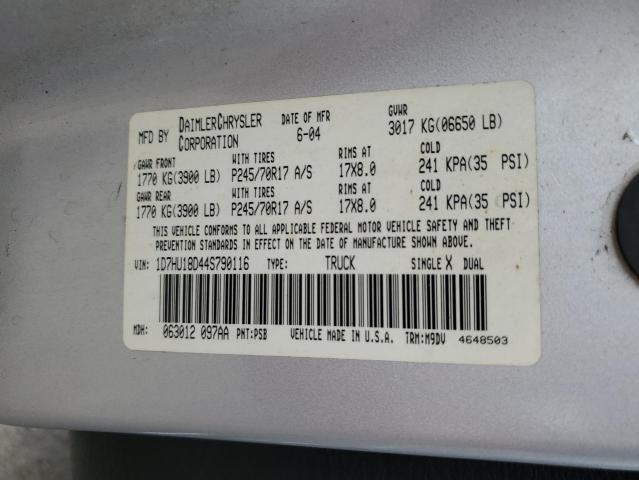 MFD BY DAIMLERCHRYSLER CORPORATION DATE OF MFR 6-04 GVWR 3017 KG(06650 LB)
GAWR FRONT WITH TIRES RIMS AT COLD
1770 KG(3900 LB) P245/70R17 A/S 17X8.0 241 KPA(35 PSI)
GAWR REAR WITH TIRES RIMS AT COLD
1770 KG(3900 LB) P245/70R17 A/S 17X8.0 241 KPA(35 PSI)
THIS VEHICLE CONFORMS TO ALL APPLICABLE FEDERAL MOTOR VEHICLE SAFETY AND THEFT
PREVENTION STANDARDS IN EFFECT ON THE DATE OF MANUFACTURE SHOWN ABOVE.
VIN: 1D7HU18D44S790116 TYPE: TRUCK SINGLE X DUAL
MDH: 063012 097AA PNT:PSB VEHICLE MADE IN U.S.A. TRM:M9DV 4648503